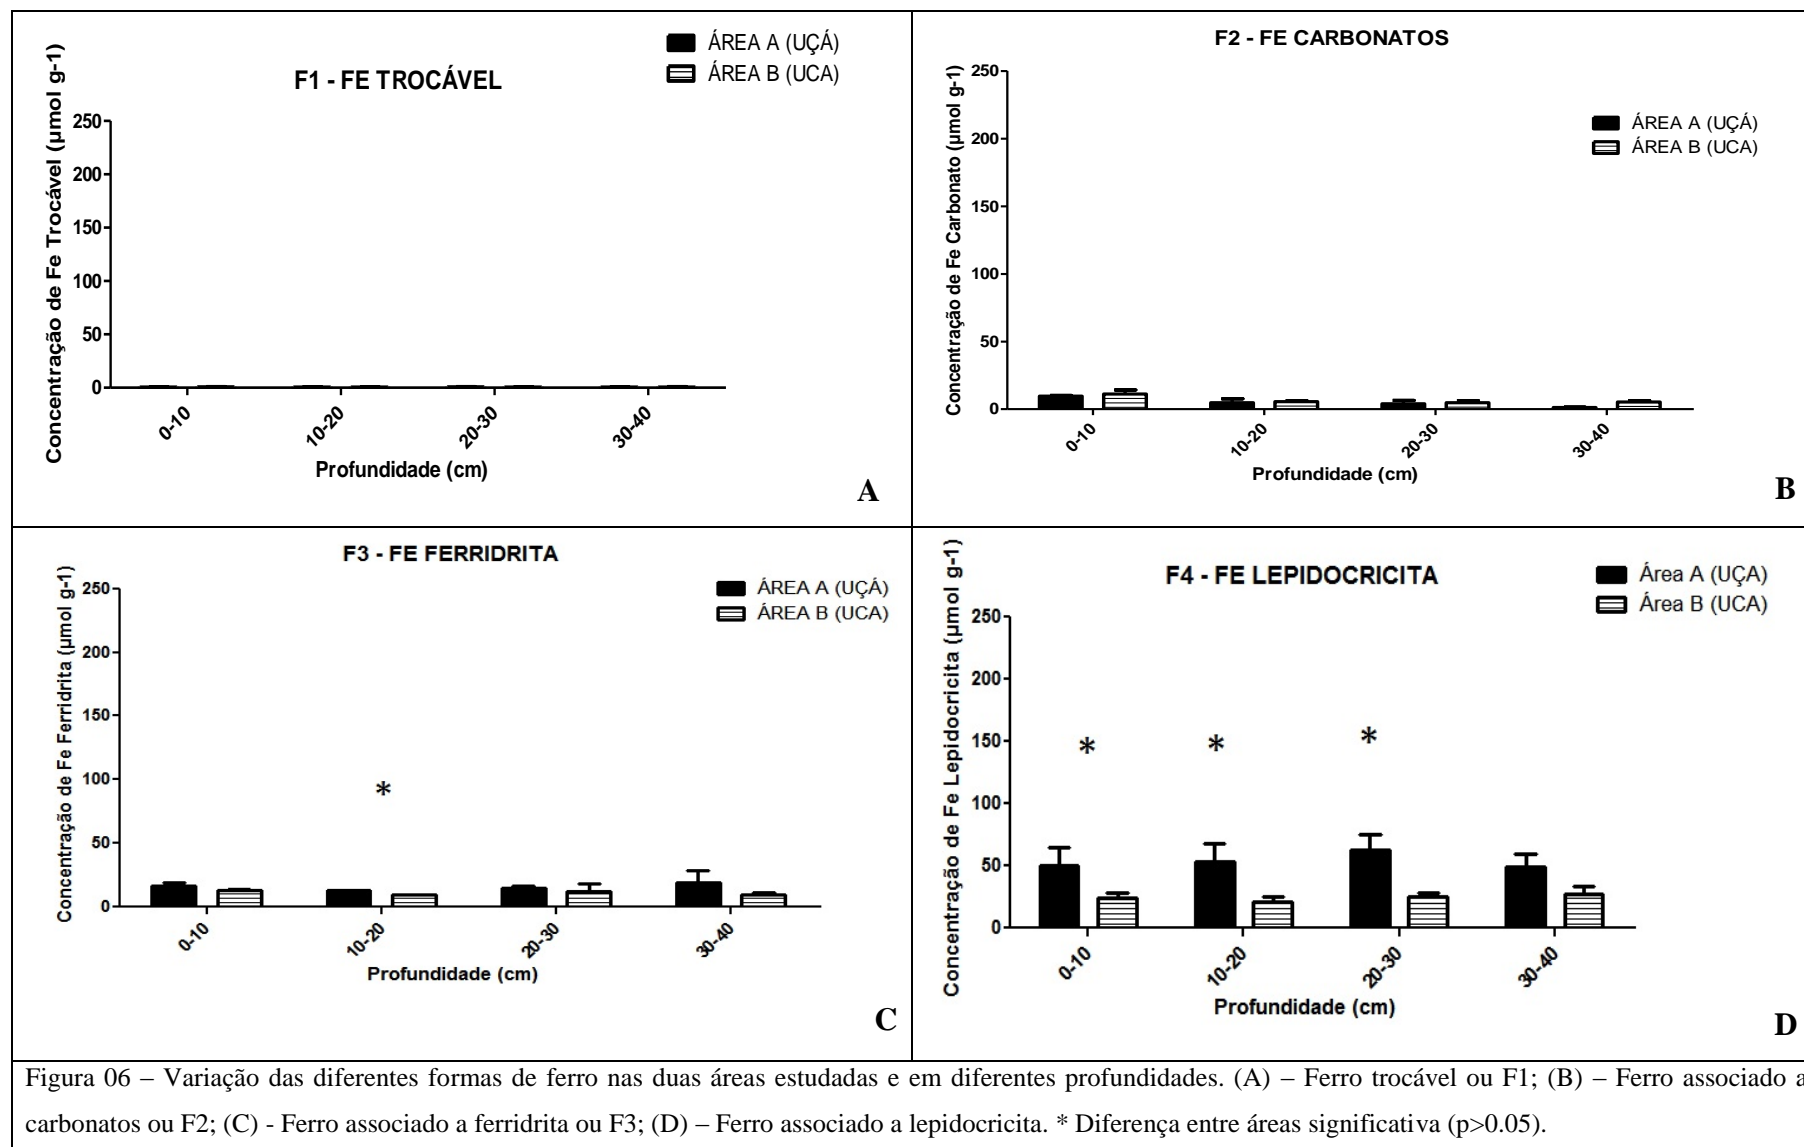 F1 - FE TROCÁVEL
ÁREA A (UÇÁ)
ÁREA B (UCA)
Concentração de Fe Trocável (µmol g-1)
250
200
150
100
50
0
0-10
10-20
20-30
30-40
Profundidade (cm)
A
F2 - FE CARBONATOS
ÁREA A (UÇÁ)
ÁREA B (UCA)
Concentração de Fe Carbonato (µmol g-1)
250
200
150
100
50
0
0-10
10-20
20-30
30-40
Profundidade (cm)
B
F3 - FE FERRIDRITA
ÁREA A (UÇÁ)
ÁREA B (UCA)
Concentração de Fe Ferridrita (µmol g-1)
250
200
150
100
50
0
*
0-10
10-20
20-30
30-40
Profundidade (cm)
C
F4 - FE LEPIDOCRICITA
Área A (UÇA)
Área B (UCA)
Concentração de Fe Lepidocricita (µmol g-1)
250
200
150
100
50
0
* * *
0-10
10-20
20-30
30-40
Profundidade (cm)
D
Figura 06 – Variação das diferentes formas de ferro nas duas áreas estudadas e em diferentes profundidades. (A) – Ferro trocável ou F1; (B) – Ferro associado a
carbonatos ou F2; (C) - Ferro associado a ferridrita ou F3; (D) – Ferro associado a lepidocricita. * Diferença entre áreas significativa (p>0.05).